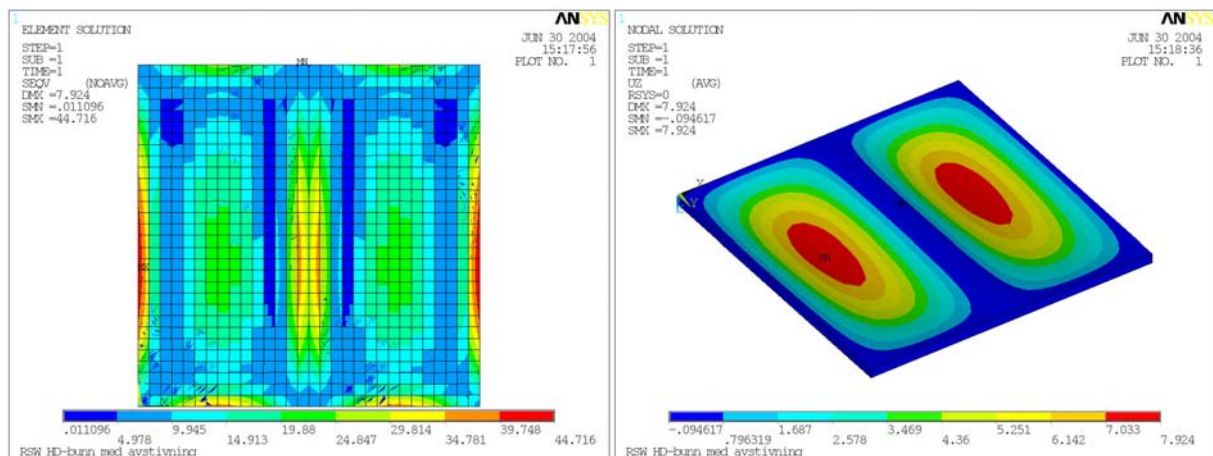 1
ANSYS
ELEMENT SOLUTION
JUN 30 2004
15:17:56
PLOT NO. 1
STEP=1
SUB =1
TIME=1
SEQV (NOAVG)
DMX =7.924
SMN =.011096
SMX =44.716
MN
MX
.011096 9.945 19.88 29.814 39.748
4.978 14.913 24.847 34.781 44.716
RSW HD-bunn med avstivning
1
ANSYS
NODAL SOLUTION
JUN 30 2004
15:18:36
PLOT NO. 1
STEP=1
SUB =1
TIME=1
UZ (AVG)
RSYS=0
DMX =7.924
SMN =-.094617
SMX =7.924
X
Y
-.094617 1.687 3.469 5.251 7.033
.796319 2.578 4.36 6.142 7.924
RSW HD-bunn med avstivning